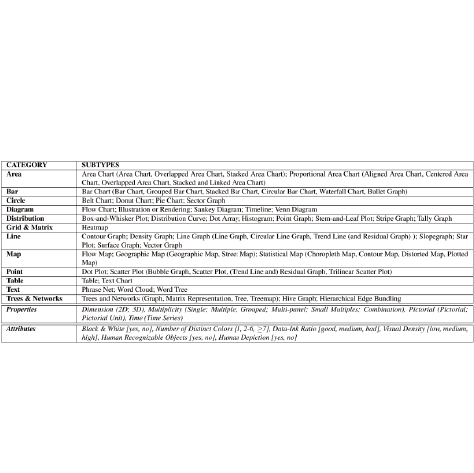 CATEGORY SUBTYPES
Area Area Chart (Area Chart, Overlapped Area Chart, Stacked Area Chart); Proportional Area Chart (Aligned Area Chart, Centered Area
Chart, Overlapped Area Chart, Stacked and Linked Area Chart)
Bar Bar Chart (Bar Chart, Grouped Bar Chart, Stacked Bar Chart, Circular Bar Chart, Waterfall Chart, Bullet Graph)
Circle Belt Chart; Donut Chart; Pie Chart; Sector Graph
Diagram Flow Chart; Illustration or Rendering; Sankey Diagram; Timeline; Venn Diagram
Distribution Box-and-Whisker Plot; Distribution Curve; Dot Array; Histogram; Point Graph; Stem-and-Leaf Plot; Stripe Graph; Tally Graph
Grid & Matrix Heatmap
Line Contour Graph; Density Graph; Line Graph (Line Graph, Circular Line Graph, Trend Line (and Residual Graph) ); Slopegraph; Star
Plot; Surface Graph; Vector Graph
Map Flow Map; Geographic Map (Geographic Map, Street Map); Statistical Map (Choropleth Map, Contour Map, Distorted Map, Plotted
Map)
Point Dot Plot; Scatter Plot (Bubble Graph, Scatter Plot, (Trend Line and) Residual Graph, Trilinear Scatter Plot)
Table Table; Text Chart
Text Phrase Net; Word Cloud; Word Tree
Trees & Networks Trees and Networks (Graph, Matrix Representation, Tree, Treemap); Hive Graph; Hierarchical Edge Bundling
Properties Dimension (2D; 3D), Multiplicity (Single; Multiple, Grouped; Multi-panel; Small Multiples; Combination), Pictorial (Pictorial;
Pictorial Unit), Time (Time Series)
Attributes Black & White [yes, no], Number of Distinct Colors [1, 2-6, ≥7], Data-Ink Ratio [good, medium, bad], Visual Density [low, medium,
high], Human Recognizable Objects [yes, no], Human Depiction [yes, no]